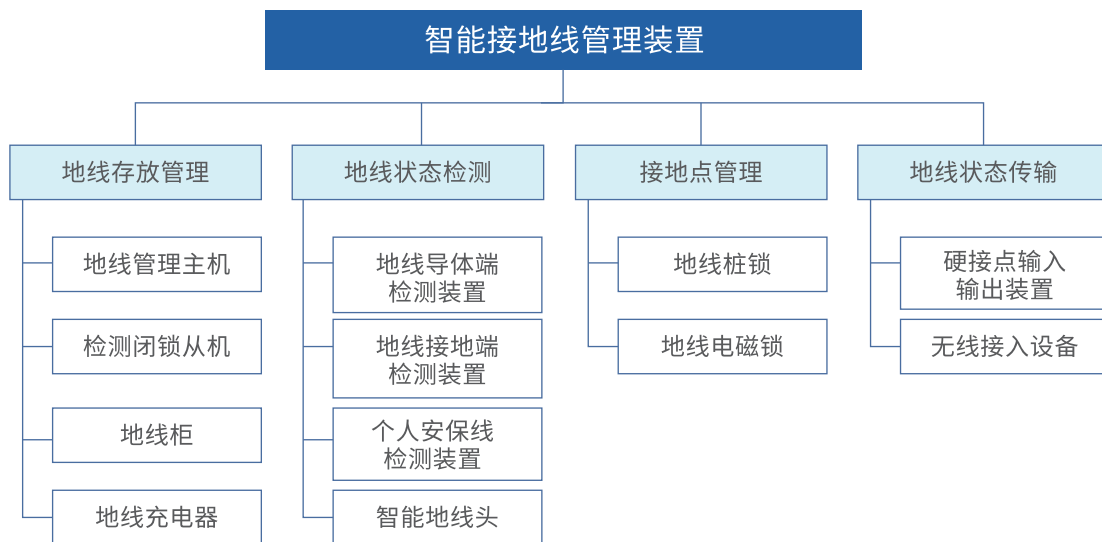 智能接地线管理装置
地线存放管理
地线管理主机
检测闭锁从机
地线柜
地线充电器
地线状态检测
地线导体端
检测装置
地线接地端
检测装置
个人安保线
检测装置
智能地线头
接地点管理
地线桩锁
地线电磁锁
地线状态传输
硬接点输入
输出装置
无线接入设备